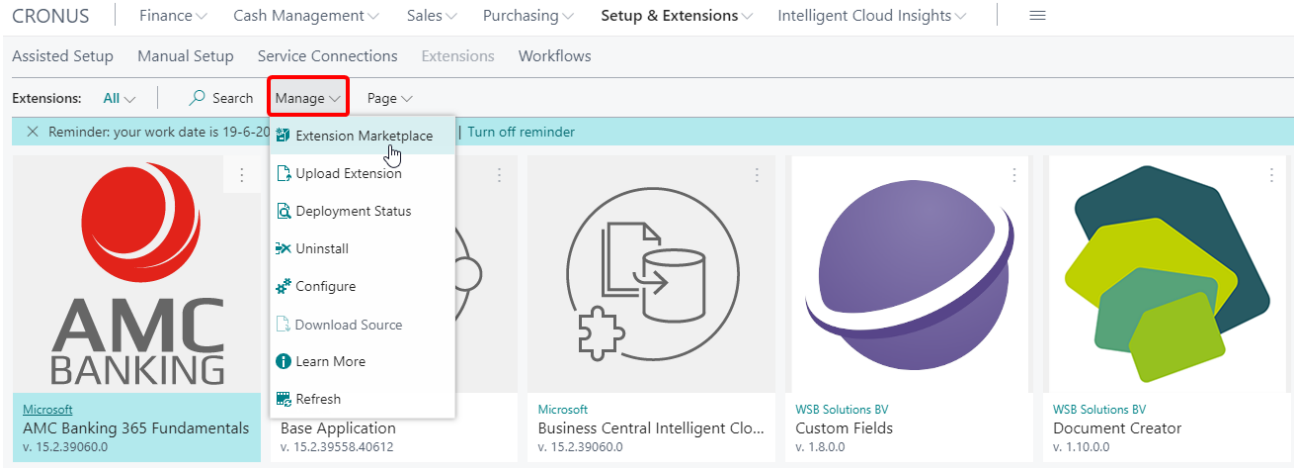 CRONUS Finance Cash Management Sales Purchasing Setup & Extensions Intelligent Cloud Insights
Assisted Setup Manual Setup Service Connections Extensions Workflows
Extensions: All Search Manage Page
Reminder: your work date is 19-6-20 | Turn off reminder
Extension Marketplace
Upload Extension
Deployment Status
Uninstall
Configure
Download Source
Learn More
Refresh
AMC
BANKING
Microsoft
AMC Banking 365 Fundamentals
v. 15.2.39060.0
Base Application
v. 15.2.39558.40612
Microsoft
Business Central Intelligent Clo...
v. 15.2.39060.0
WSB Solutions BV
Custom Fields
v. 1.8.0.0
WSB Solutions BV
Document Creator
v. 1.10.0.0